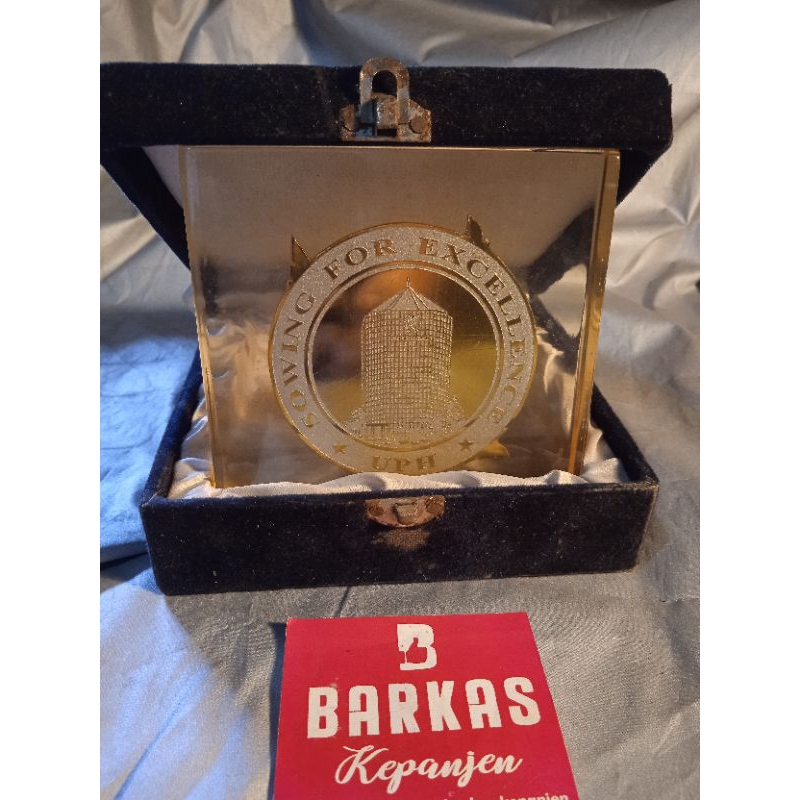 SOWING FOR EXCELLENCE
★ UPH ★
B
BARKAS
Kepanjen